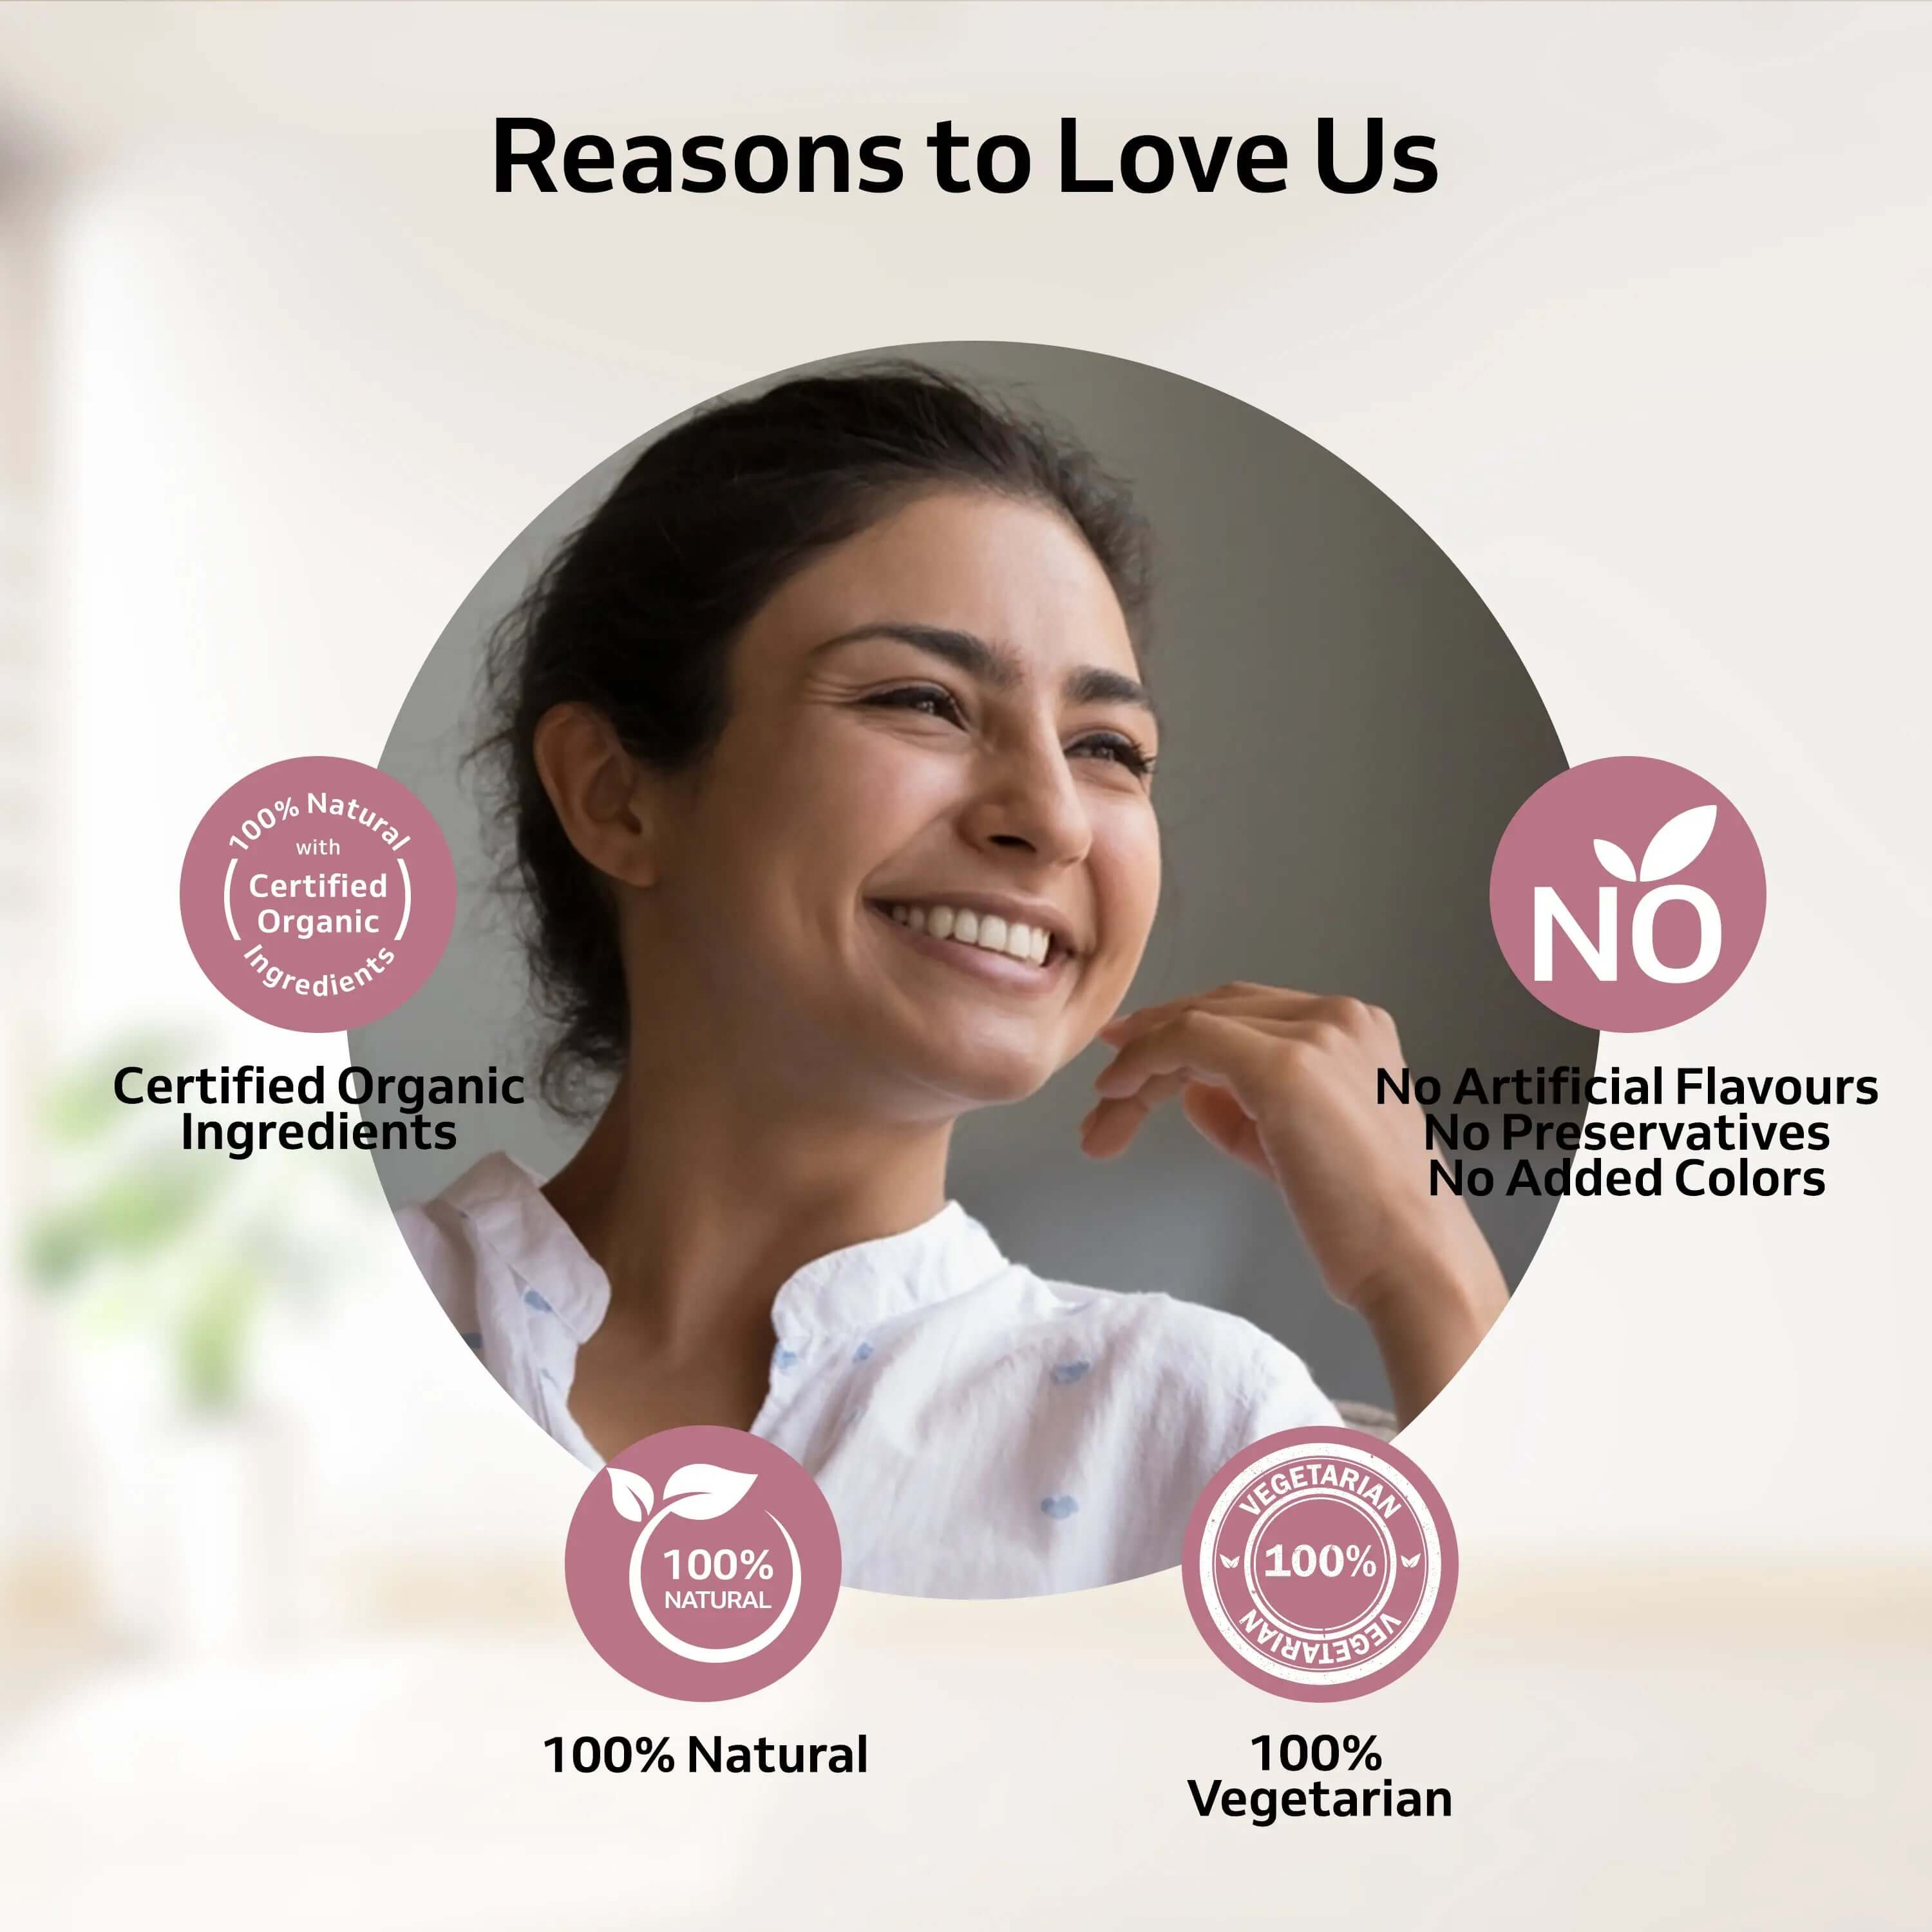 Reasons to Love Us
100% Natural
with
Certified
Organic
Ingredients
Certified Organic
Ingredients
NO
No Artificial Flavours
No Preservatives
No Added Colors
100%
NATURAL
100% Natural
VEGETARIAN
100%
VEGETARIAN
100%
Vegetarian